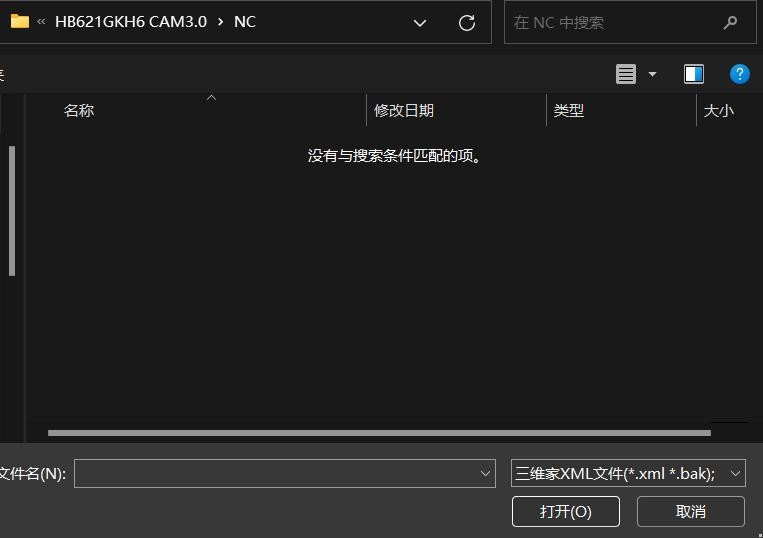 « HB621GKH6 CAM3.0 › NC
在 NC 中搜索
名称 修改日期 类型 大小
没有与搜索条件匹配的项。
文件名(N): 三维家XML文件(*.xml *.bak);
打开(O) 取消